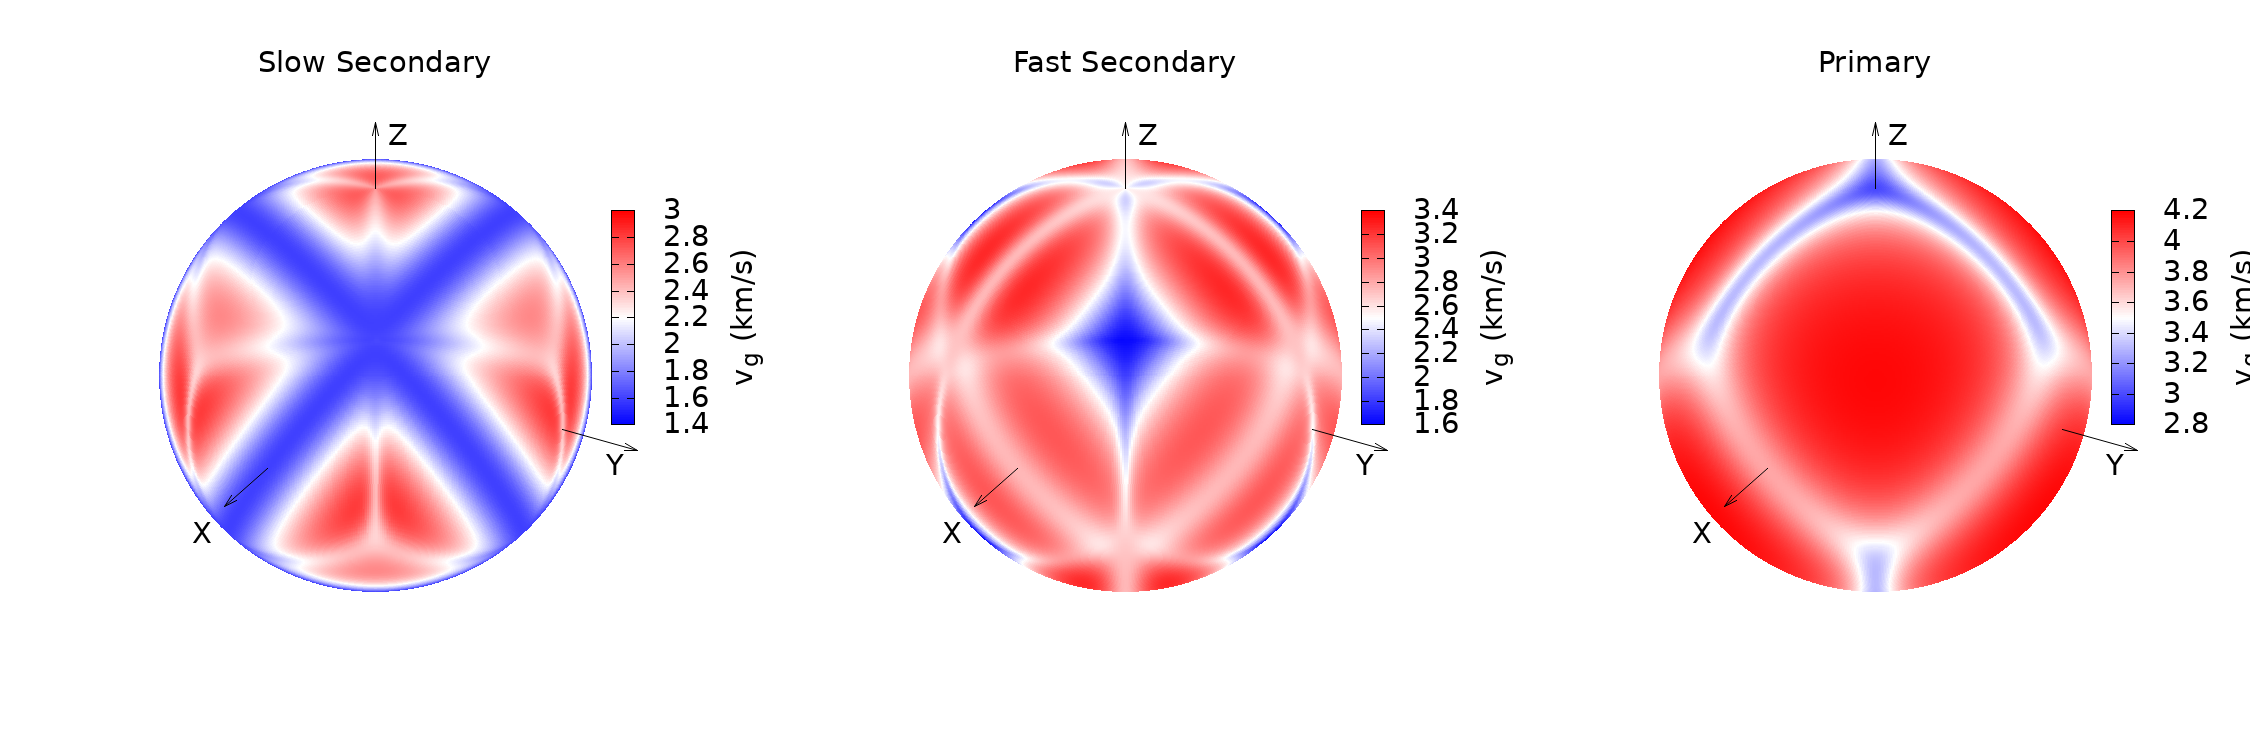 Slow Secondary
Z
X
Y
3
2.8
2.6
2.4
2.2
2
1.8
1.6
1.4
vg (km/s)
Fast Secondary
Z
X
Y
3.4
3.2
3
2.8
2.6
2.4
2.2
2
1.8
1.6
vg (km/s)
Primary
Z
X
Y
4.2
4
3.8
3.6
3.4
3.2
3
2.8
vg (km/s)